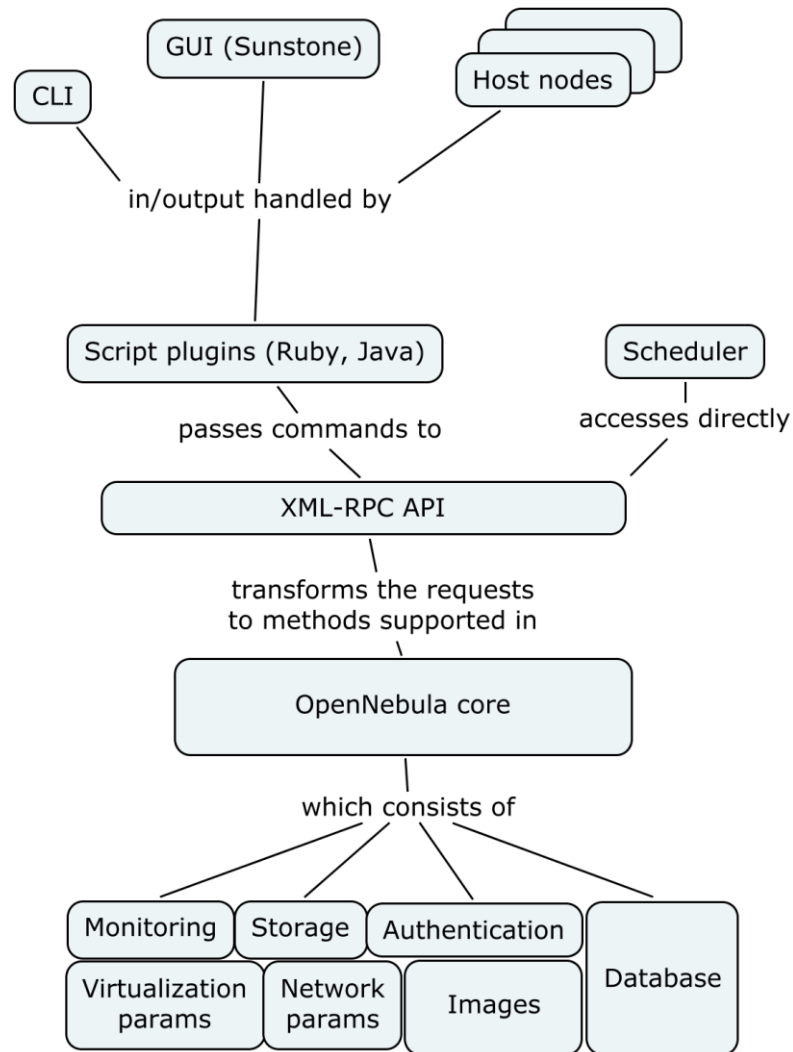 GUI (Sunstone)
CLI
Host nodes
in/output handled by
Script plugins (Ruby, Java)
Scheduler
passes commands to
accesses directly
XML-RPC API
transforms the requests
to methods supported in
OpenNebula core
which consists of
Monitoring
Storage
Authentication
Database
Virtualization
params
Network
params
Images